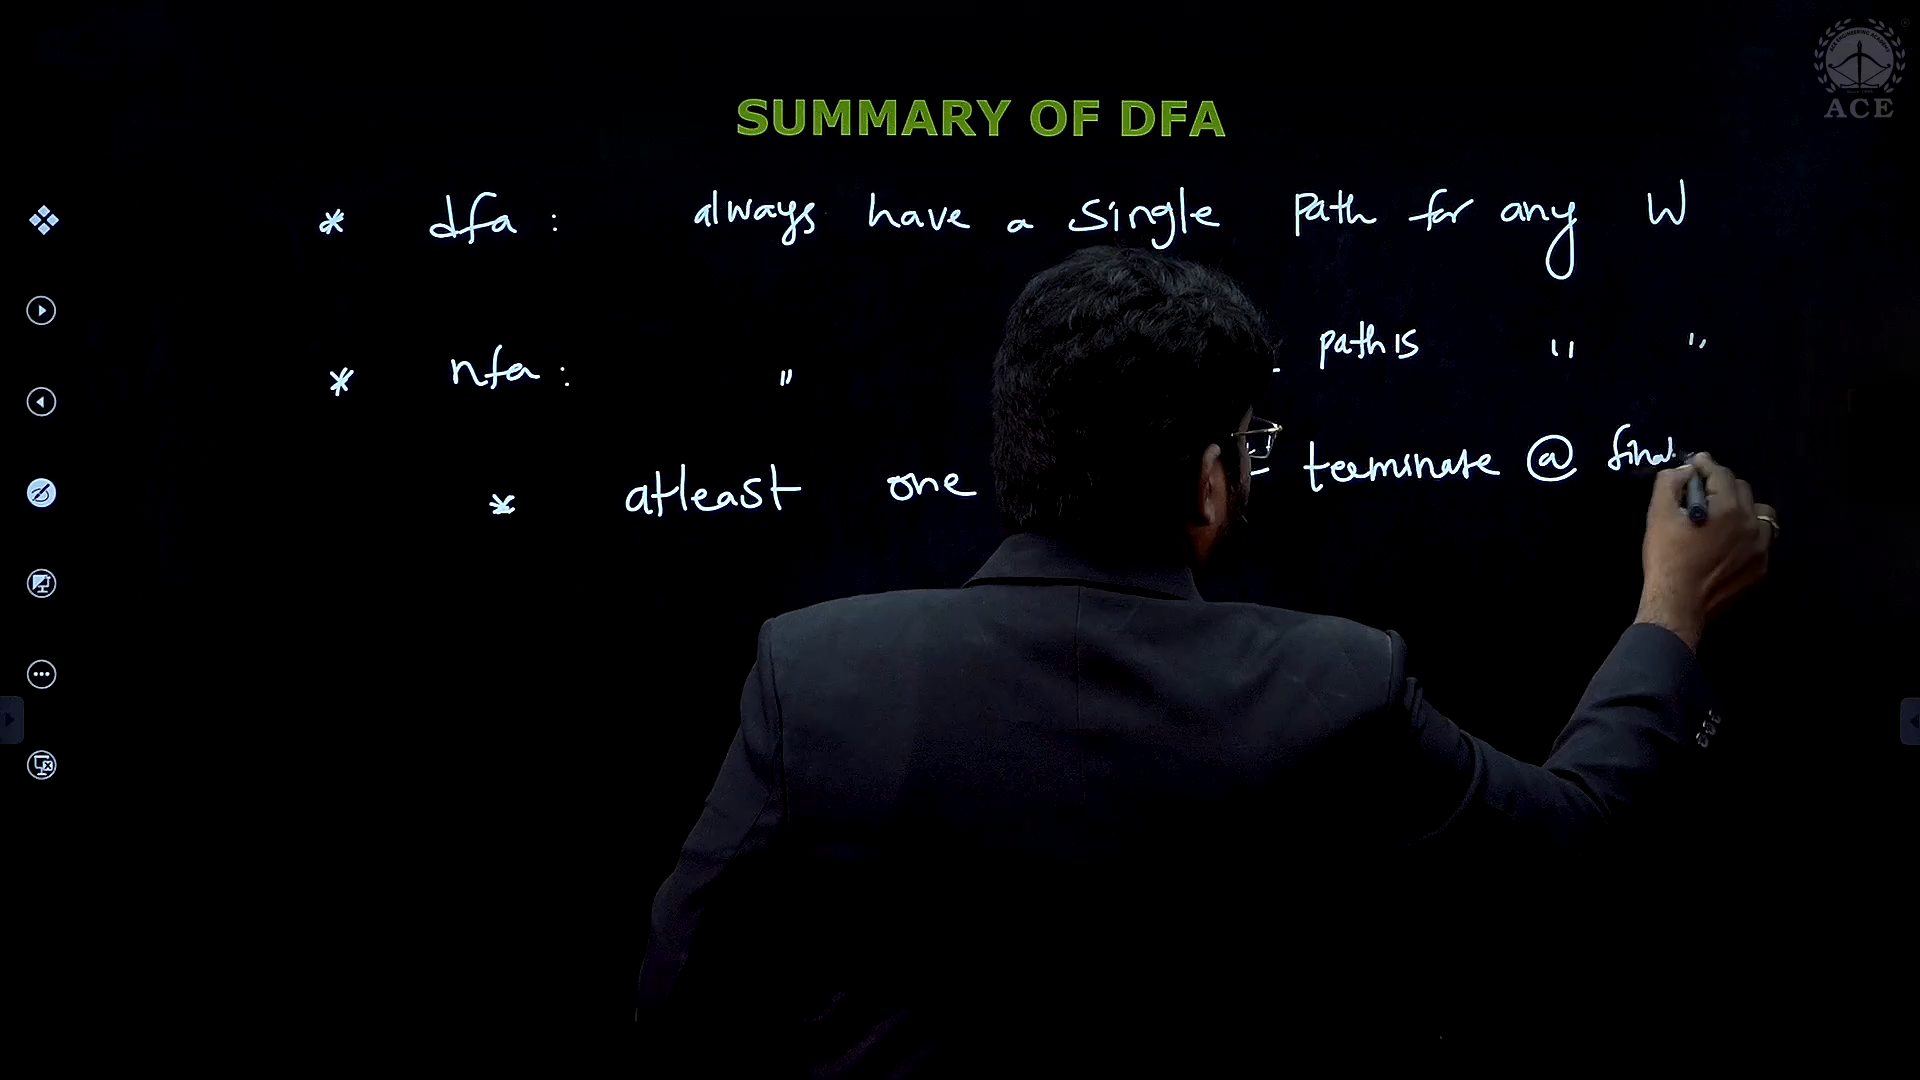 ACE
SUMMARY OF DFA
* dfa: always have a single path for any W
* nfa: " path is " "
* atleast one terminate @ final